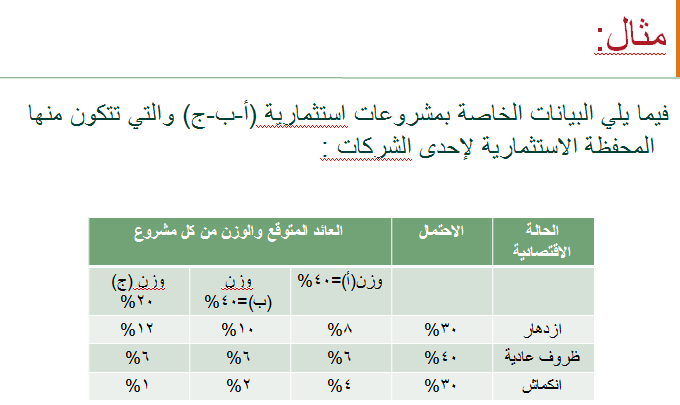 مثال:
فيما يلي البيانات الخاصة بمشروعات استثمارية (أ-ب-ج) والتي تتكون منها
المحفظة الاستثمارية لإحدى الشركات :
الحالة الاقتصادية الاحتمال العائد المتوقع والوزن من كل مشروع
وزن(أ)=٤٠% وزن (ب)=٤٠% وزن (ج) ٢٠%
ازدهار ٣٠% ٨% ١٠% ١٢%
ظروف عادية ٤٠% ٦% ٦% ٦%
انكماش ٣٠% ٤% ٢% ١%